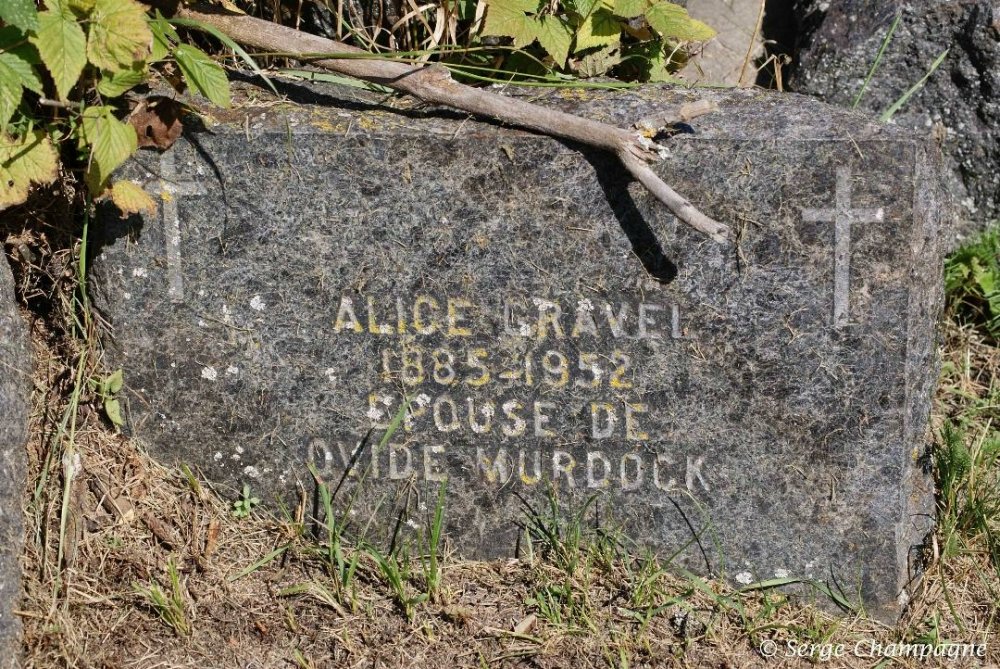 ALICE GRAVEL
1885-1952
EPOUSE DE
OVIDE MURDOCK
© Serge Champagne